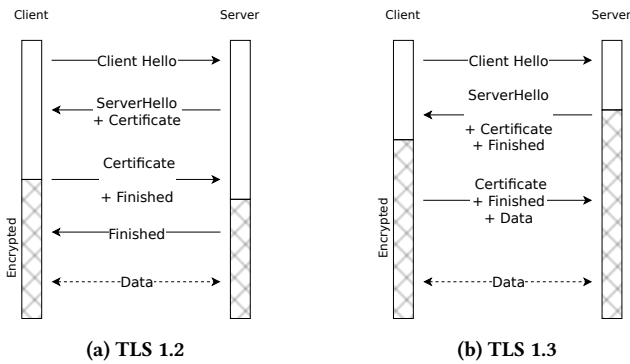 Client
Server
Client Hello
ServerHello
+ Certificate
Certificate
+ Finished
Finished
Data
Encrypted
(a) TLS 1.2
Client
Server
Client Hello
ServerHello
+ Certificate
+ Finished
Certificate
+ Finished
+ Data
Data
Encrypted
(b) TLS 1.3